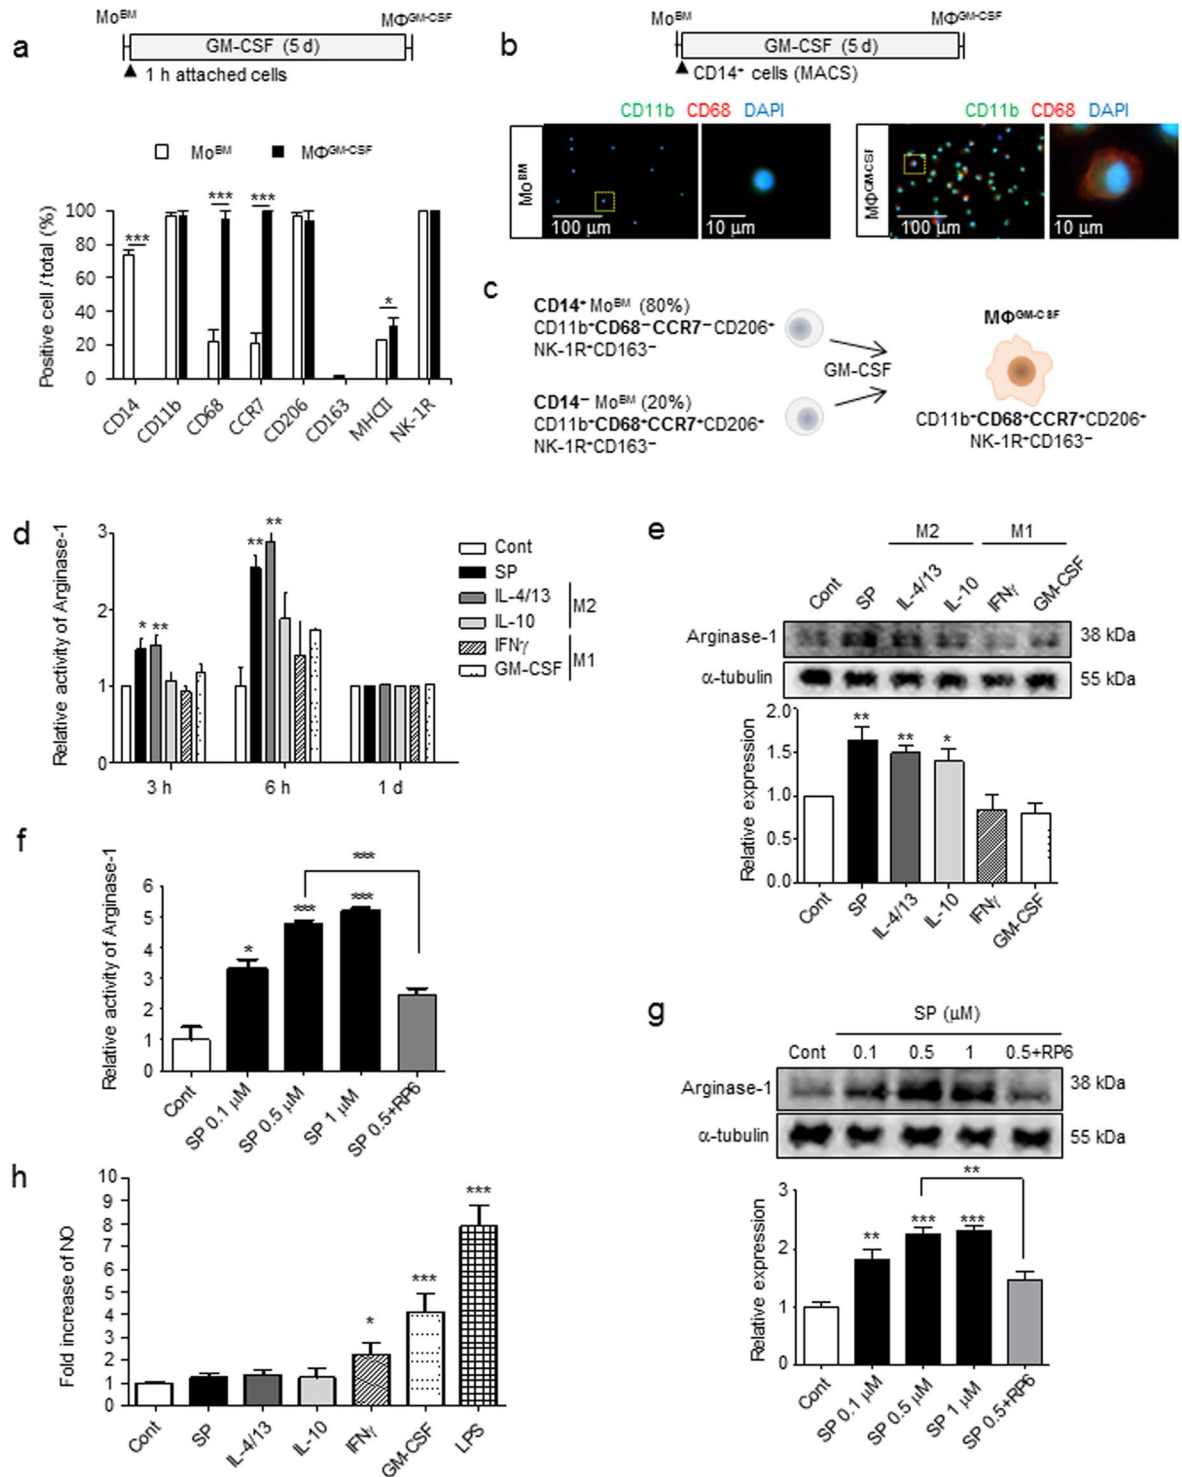 a
Mo^BM
MΦ^GM-CSF
GM-CSF (5 d)
▲ 1 h attached cells
Mo^BM
MΦ^GM-CSF
Positive cell / total (%)
100
80
60
40
20
0
***
***
***
*
CD14
CD11b
CD68
CCR7
CD206
CD163
MHCII
NK-1R
b
Mo^BM
MΦ^GM-CSF
GM-CSF (5 d)
▲ CD14⁺ cells (MACS)
CD11b CD68 DAPI
CD11b CD68 DAPI
Mo^BM
100 μm
10 μm
MΦ^GM-CSF
100 μm
10 μm
c
CD14⁺ Mo^BM (80%)
CD11b⁺CD68⁻CCR7⁻CD206⁺
NK-1R⁺CD163⁻
CD14⁻ Mo^BM (20%)
CD11b⁺CD68⁺CCR7⁺CD206⁺
NK-1R⁺CD163⁻
GM-CSF
MΦ^GM-CSF
CD11b⁺CD68⁺CCR7⁺CD206⁺
NK-1R⁺CD163⁻
d
Relative activity of Arginase-1
3
2
1
0
*
**
**
**
3 h
6 h
1 d
Cont
SP
IL-4/13
IL-10
M2
IFNγ
GM-CSF
M1
e
M2
M1
Cont
SP
IL-4/13
IL-10
IFNγ
GM-CSF
Arginase-1
38 kDa
α-tubulin
55 kDa
Relative expression
2.0
1.5
1.0
0.5
0.0
**
**
*
Cont
SP
IL-4/13
IL-10
IFNγ
GM-CSF
f
Relative activity of Arginase-1
6
5
4
3
2
1
0
*
***
***
***
Cont
SP 0.1 μM
SP 0.5 μM
SP 1 μM
SP 0.5+RP6
g
SP (μM)
Cont
0.1
0.5
1
0.5+RP6
Arginase-1
38 kDa
α-tubulin
55 kDa
Relative expression
3
2
1
0
**
***
***
**
Cont
SP 0.1 μM
SP 0.5 μM
SP 1 μM
SP 0.5+RP6
h
Fold increase of NO
10
9
8
7
6
5
4
3
2
1
0
*
***
***
Cont
SP
IL-4/13
IL-10
IFNγ
GM-CSF
LPS